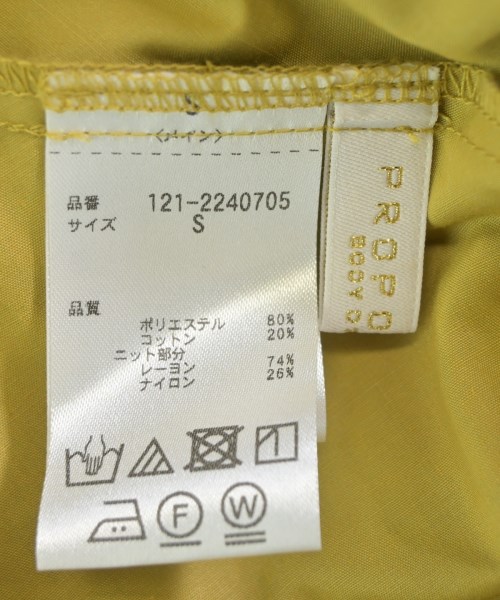 S
〈メイン〉
品番 121-2240705
サイズ S
品質
ポリエステル 80%
コットン 20%
ニット部分
レーヨン 74%
ナイロン 26%
F W
PROPO
BODY